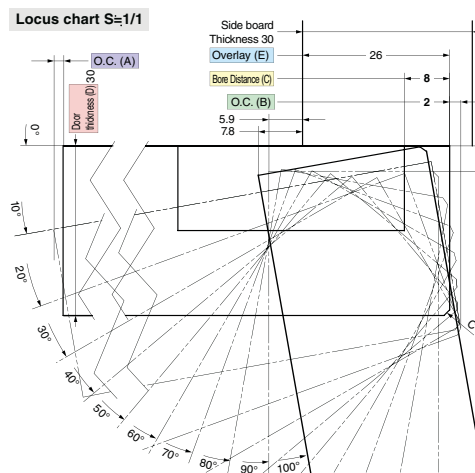 Locus chart S≒1/1
Side board
Thickness 30
O.C. (A)
Overlay (E)
26
Bore Distance (C)
8
O.C. (B)
2
Door
thickness (D)
30
5.9
7.8
0°
10°
20°
30°
40°
50°
60°
70°
80°
90°
100°
C